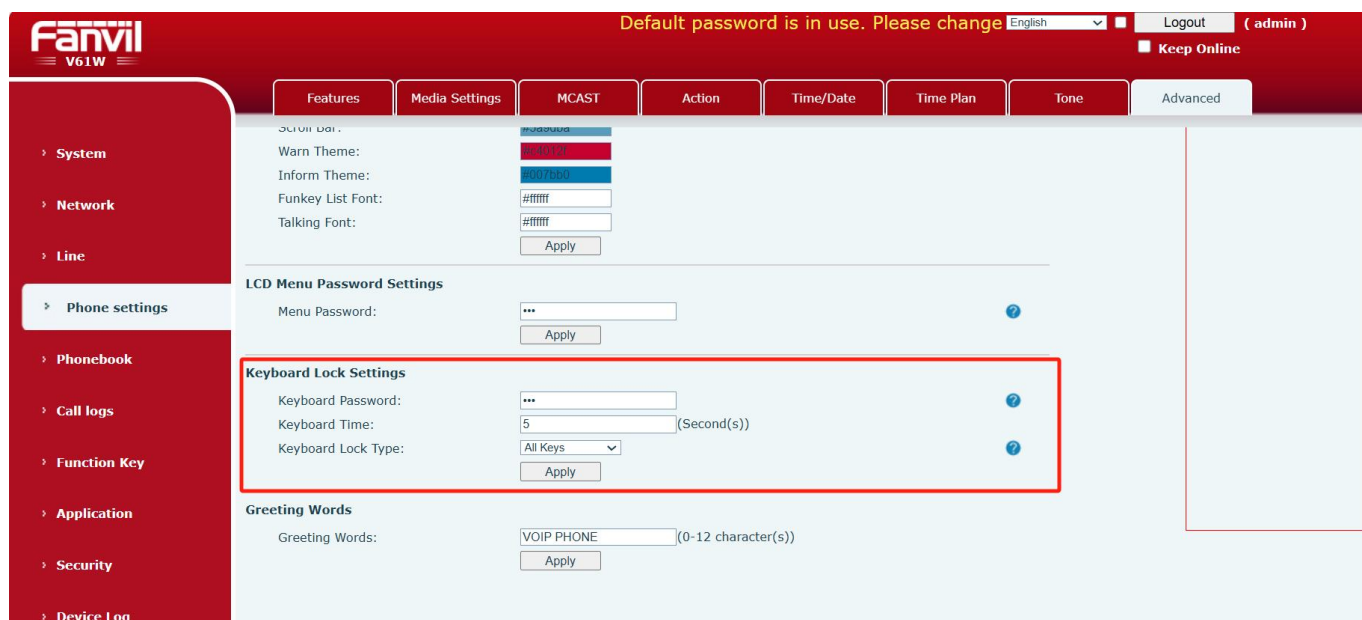 Fanvil
V61W
Default password is in use. Please change English Logout ( admin )
Keep Online
Features Media Settings MCAST Action Time/Date Time Plan Tone Advanced
System
Network
Line
Phone settings
Phonebook
Call logs
Function Key
Application
Security
Device Log
Scroll Bar: #5a9dba
Warn Theme: #c4012f
Inform Theme: #007bb0
Funkey List Font: #ffffff
Talking Font: #ffffff
Apply
LCD Menu Password Settings
Menu Password: ••• ?
Apply
Keyboard Lock Settings
Keyboard Password: ••• ?
Keyboard Time: 5 (Second(s))
Keyboard Lock Type: All Keys ?
Apply
Greeting Words
Greeting Words: VOIP PHONE (0-12 character(s))
Apply